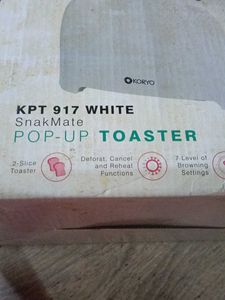 KORYO
KPT 917 WHITE
SnakMate
POP-UP TOASTER
2-Slice
Toaster
Deforst, Cancel
and Reheat
Functions
7-Level of
Browning
Settings